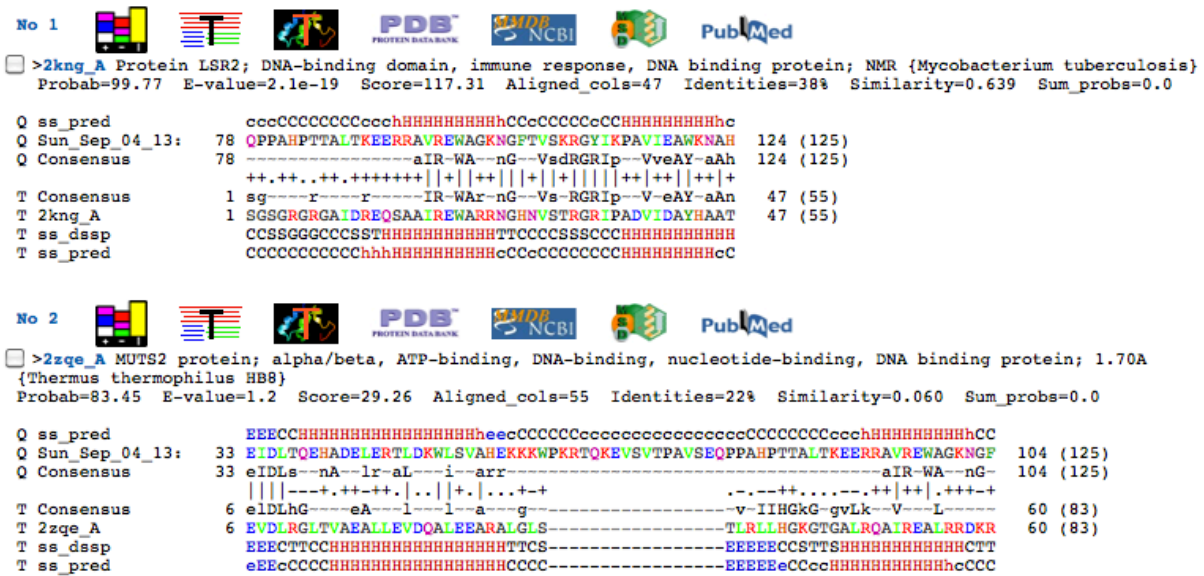 No 1 PDB PROTEIN DATA BANK MMDB NCBI MSD PubMed
>2kng_A Protein LSR2; DNA-binding domain, immune response, DNA binding protein; NMR {Mycobacterium tuberculosis}
Probab=99.77 E-value=2.1e-19 Score=117.31 Aligned_cols=47 Identities=38% Similarity=0.639 Sum_probs=0.0
Q ss_pred cccCCCCCCCCccchHHHHHHHHHhCCcCCCCCcCCHHHHHHHHHhc
Q Sun_Sep_04_13: 78 QPPAHPTTALTKEERRAVREWAGKNGFTVSKRGYIKPAVIEAWKNAH 124 (125)
Q Consensus 78 ~~~~~~~~~~~~~~~~aIR~WA~~nG~~VsdRGRIp~~VveAY~aAh 124 (125)
++.++..++.+++++++||+||++|||+||+|||||++|++||++|+
T Consensus 1 sg~~~~r~~~~r~~~~~IR~WAr~nG~~Vs~RGRIp~~V~eAY~aAn 47 (55)
T 2kng_A 1 SGSGRGRGAIDREQSAAIREWARRNGHNVSTRGRIPADVIDAYHAAT 47 (55)
T ss_dssp CCSSGGGCCCSSTHHHHHHHHHHHTTCCCCSSSCCCHHHHHHHHHHH
T ss_pred CCCCCCCCCCChhhHHHHHHHHHHcCCCcCCCCCCCCHHHHHHHHcC
No 2 PDB PROTEIN DATA BANK MMDB NCBI MSD PubMed
>2zqe_A MUTS2 protein; alpha/beta, ATP-binding, DNA-binding, nucleotide-binding, DNA binding protein; 1.70A
{Thermus thermophilus HB8}
Probab=83.45 E-value=1.2 Score=29.26 Aligned_cols=55 Identities=22% Similarity=0.060 Sum_probs=0.0
Q ss_pred EEECCHHHHHHHHHHHHHHHHHheecCCCCCCcccccccccccccccCCCCCCCCCccchHHHHHHHHHhCC
Q Sun_Sep_04_13: 33 EIDLTQEHADELERTLDKWLSVAHEKKKWPKRTQKEVSVTPAVSEQPPAHPTTALTKEERRAVREWAGKNGF 104 (125)
Q Consensus 33 eIDLs~~nA~~lr~aL~~~i~~arr~~~~~~~~~~~~~~~~~~~~~~~~~~~~~~~~~~~~aIR~WA~~nG~ 104 (125)
||||---+.++-++.|..||+.|...+-+ .-.--++....--.++|++|.+++-+
T Consensus 6 elDLhG~~~~eA~~~l~~~l~~a~~~g~~-----------------~v~IIHGkG~gvLk~~V~~~L~~~~~ 60 (83)
T 2zqe_A 6 EVDLRGLTVAEALLEVDQALEEARALGLS-----------------TLRLLHGKGTGALRQAIREALRRDKR 60 (83)
T ss_dssp EEECTTCCHHHHHHHHHHHHHHHHHTTCS-----------------EEEEECCSTTSHHHHHHHHHHHHCTT
T ss_pred eEEcCCCCHHHHHHHHHHHHHHHHHCCCC-----------------EEEEEeCCCccHHHHHHHHHHHhcCCC